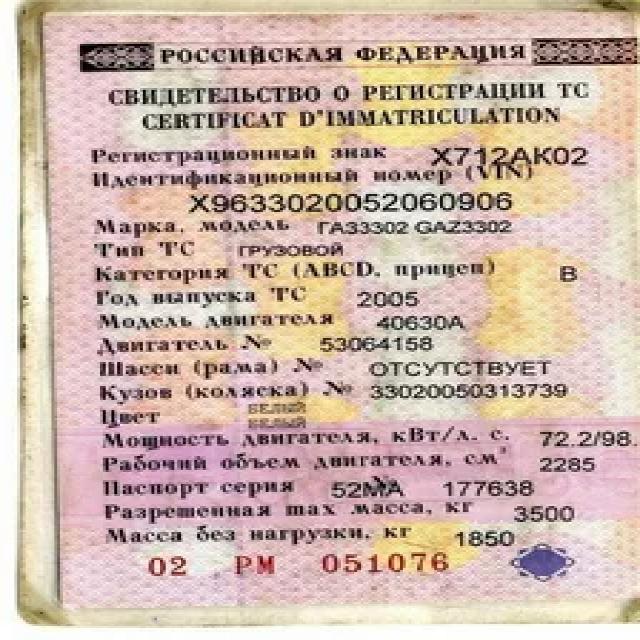 РОССИЙСКАЯ ФЕДЕРАЦИЯ
СВИДЕТЕЛЬСТВО О РЕГИСТРАЦИИ ТС
CERTIFICAT D'IMMATRICULATION
Регистрационный знак Х712АК02
Идентификационный номер (VIN)
X9633020052060906
Марка, модель ГАЗ3302 GAZ3302
Тип ТС ГРУЗОВОЙ
Категория ТС (ABCD, прицеп) B
Год выпуска ТС 2005
Модель двигателя 40630А
Двигатель № 53064158
Шасси (рама) № ОТСУТСТВУЕТ
Кузов (коляска) № 33020050313739
Цвет БЕЛЫЙ
БЕЛЫЙ
Мощность двигателя, кВт/л. с. 72.2/98.
Рабочий объем двигателя, см³ 2285
Паспорт серия 52МА 177638
Разрешенная max масса, кг 3500
Масса без нагрузки, кг 1850
02 РМ 051076